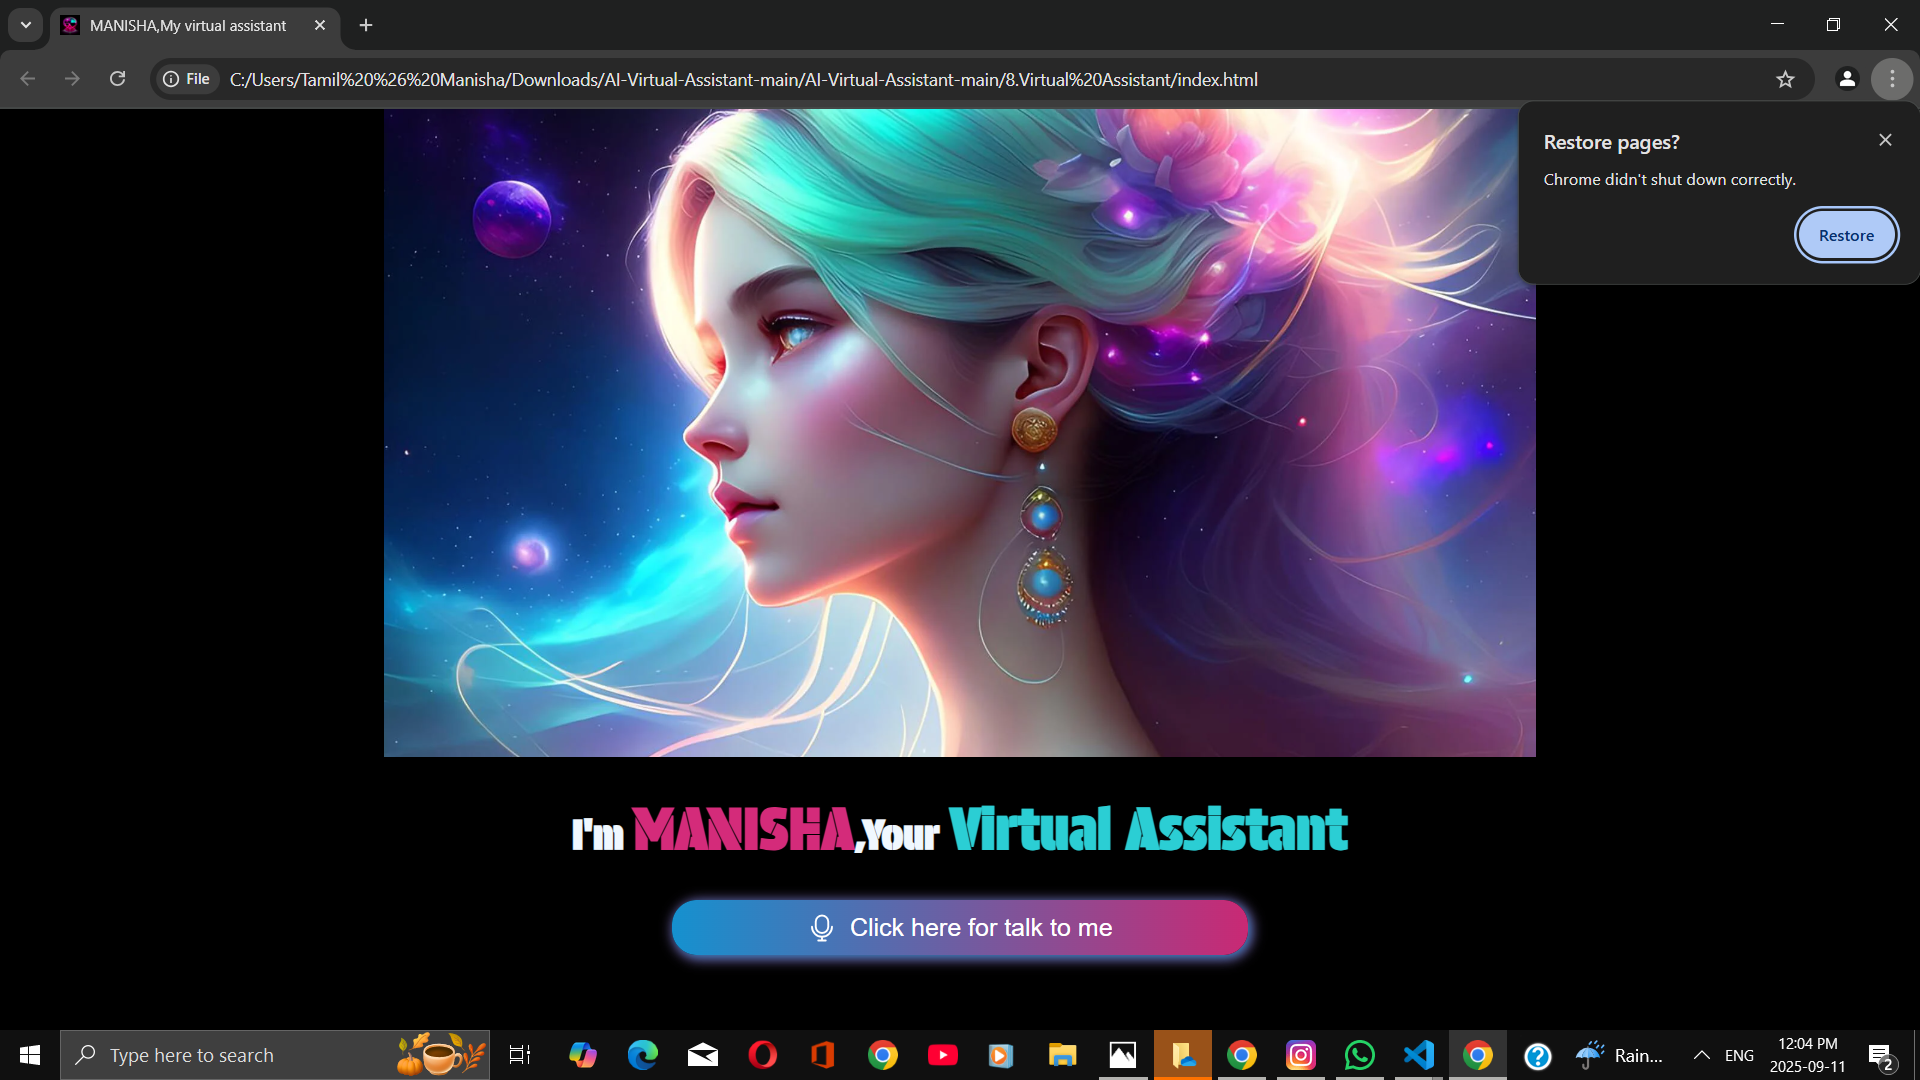 MANISHA,My virtual assistant
File
C:/Users/Tamil%20%26%20Manisha/Downloads/AI-Virtual-Assistant-main/AI-Virtual-Assistant-main/8.Virtual%20Assistant/index.html
Restore pages?
Chrome didn't shut down correctly.
Restore
I'm MANISHA,Your Virtual Assistant
Click here for talk to me
Type here to search
Rain...
ENG
12:04 PM
2025-09-11
2